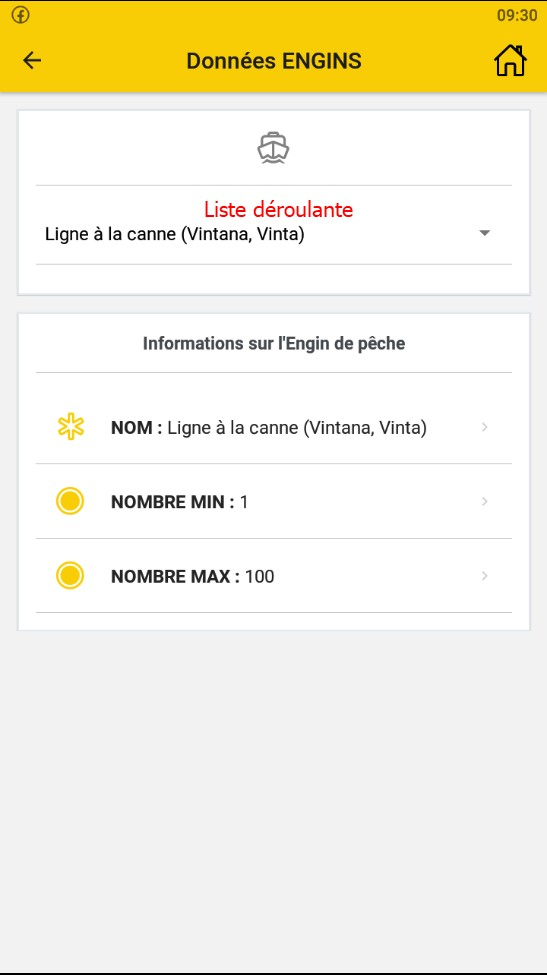 09:30
Données ENGINS
Liste déroulante
Ligne à la canne (Vintana, Vinta)
Informations sur l'Engin de pêche
NOM : Ligne à la canne (Vintana, Vinta)
NOMBRE MIN : 1
NOMBRE MAX : 100